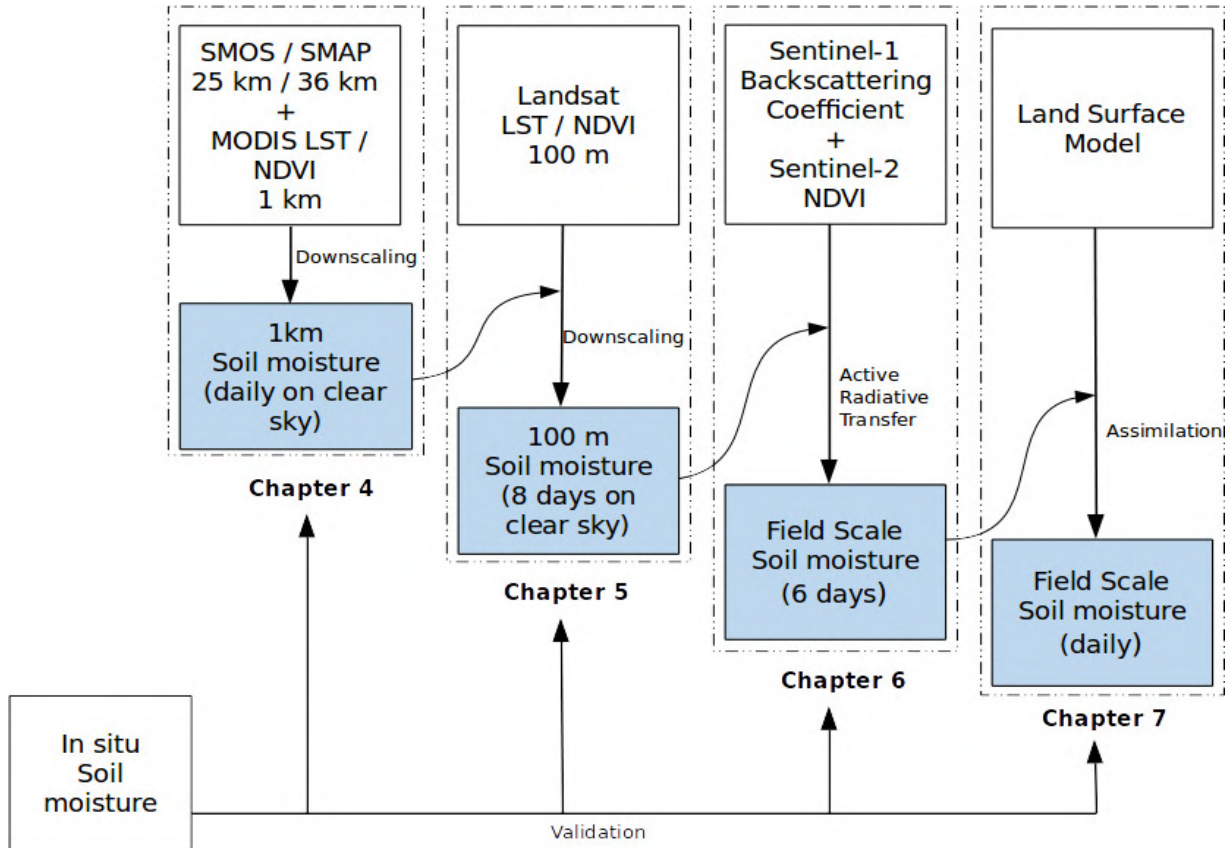 SMOS / SMAP
25 km / 36 km
+
MODIS LST /
NDVI
1 km
Downscaling
1km
Soil moisture
(daily on clear
sky)
Chapter 4
Landsat
LST / NDVI
100 m
Downscaling
100 m
Soil moisture
(8 days on
clear sky)
Chapter 5
Sentinel-1
Backscattering
Coefficient
+
Sentinel-2
NDVI
Active
Radiative
Transfer
Field Scale
Soil moisture
(6 days)
Chapter 6
Land Surface
Model
Assimilation
Field Scale
Soil moisture
(daily)
Chapter 7
In situ
Soil
moisture
Validation